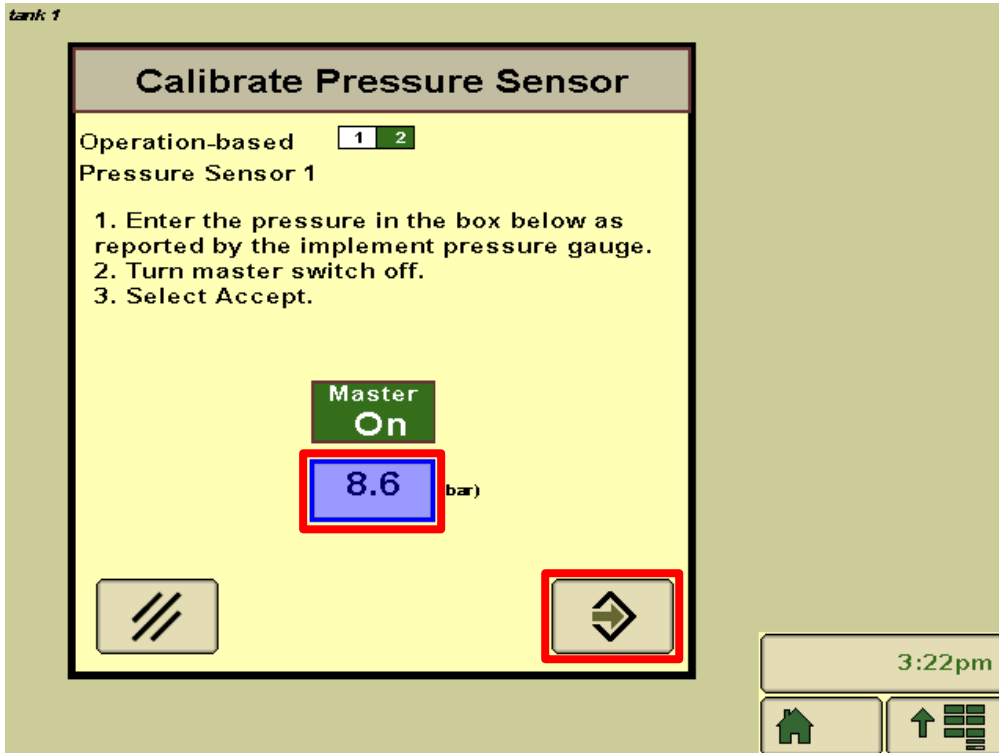 tank 1
Calibrate Pressure Sensor
Operation-based 1 2
Pressure Sensor 1
1. Enter the pressure in the box below as
reported by the implement pressure gauge.
2. Turn master switch off.
3. Select Accept.
Master
On
8.6 bar)
3:22pm